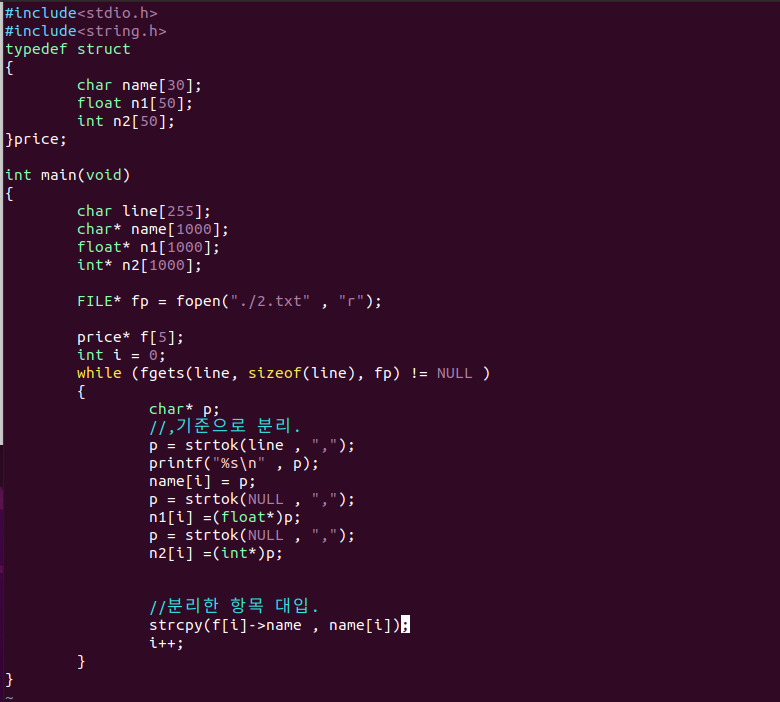 #include<stdio.h>
#include<string.h>
typedef struct
{
        char name[30];
        float n1[50];
        int n2[50];
}price;

int main(void)
{
        char line[255];
        char* name[1000];
        float* n1[1000];
        int* n2[1000];

        FILE* fp = fopen("./2.txt" , "r");

        price* f[5];
        int i = 0;
        while (fgets(line, sizeof(line), fp) != NULL )
        {
                char* p;
                //,기준으로 분리.
                p = strtok(line , ",");
                printf("%s\n" , p);
                name[i] = p;
                p = strtok(NULL , ",");
                n1[i] =(float*)p;
                p = strtok(NULL , ",");
                n2[i] =(int*)p;


                //분리한 항목 대입.
                strcpy(f[i]->name , name[i]);
                i++;
        }
}
~